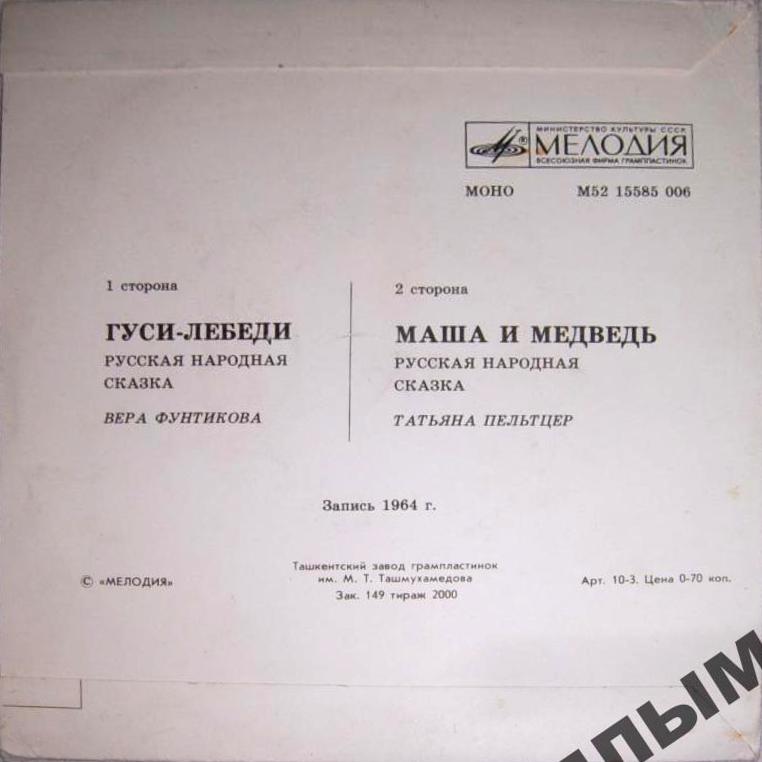 МИНИСТЕРСТВО КУЛЬТУРЫ СССР
МЕЛОДИЯ
ВСЕСОЮЗНАЯ ФИРМА ГРАМПЛАСТИНОК
МОНО М52 15585 006
1 сторона
ГУСИ-ЛЕБЕДИ
РУССКАЯ НАРОДНАЯ
СКАЗКА
ВЕРА ФУНТИКОВА
2 сторона
МАША И МЕДВЕДЬ
РУССКАЯ НАРОДНАЯ
СКАЗКА
ТАТЬЯНА ПЕЛЬТЦЕР
Запись 1964 г.
© «МЕЛОДИЯ»
Ташкентский завод грампластинок
им. М. Т. Ташмухамедова
Зак. 149 тираж 2000
Арт. 10-3. Цена 0-70 коп.